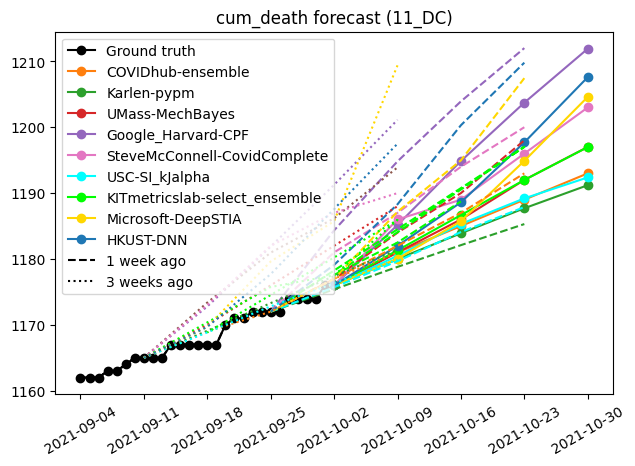 cum_death forecast (11_DC)
1210
1200
1190
1180
1170
1160
Ground truth
COVIDhub-ensemble
Karlen-pypm
UMass-MechBayes
Google_Harvard-CPF
SteveMcConnell-CovidComplete
USC-SI_kJalpha
KITmetricslab-select_ensemble
Microsoft-DeepSTIA
HKUST-DNN
1 week ago
3 weeks ago
2021-09-04
2021-09-11
2021-09-18
2021-09-25
2021-10-02
2021-10-09
2021-10-16
2021-10-23
2021-10-30